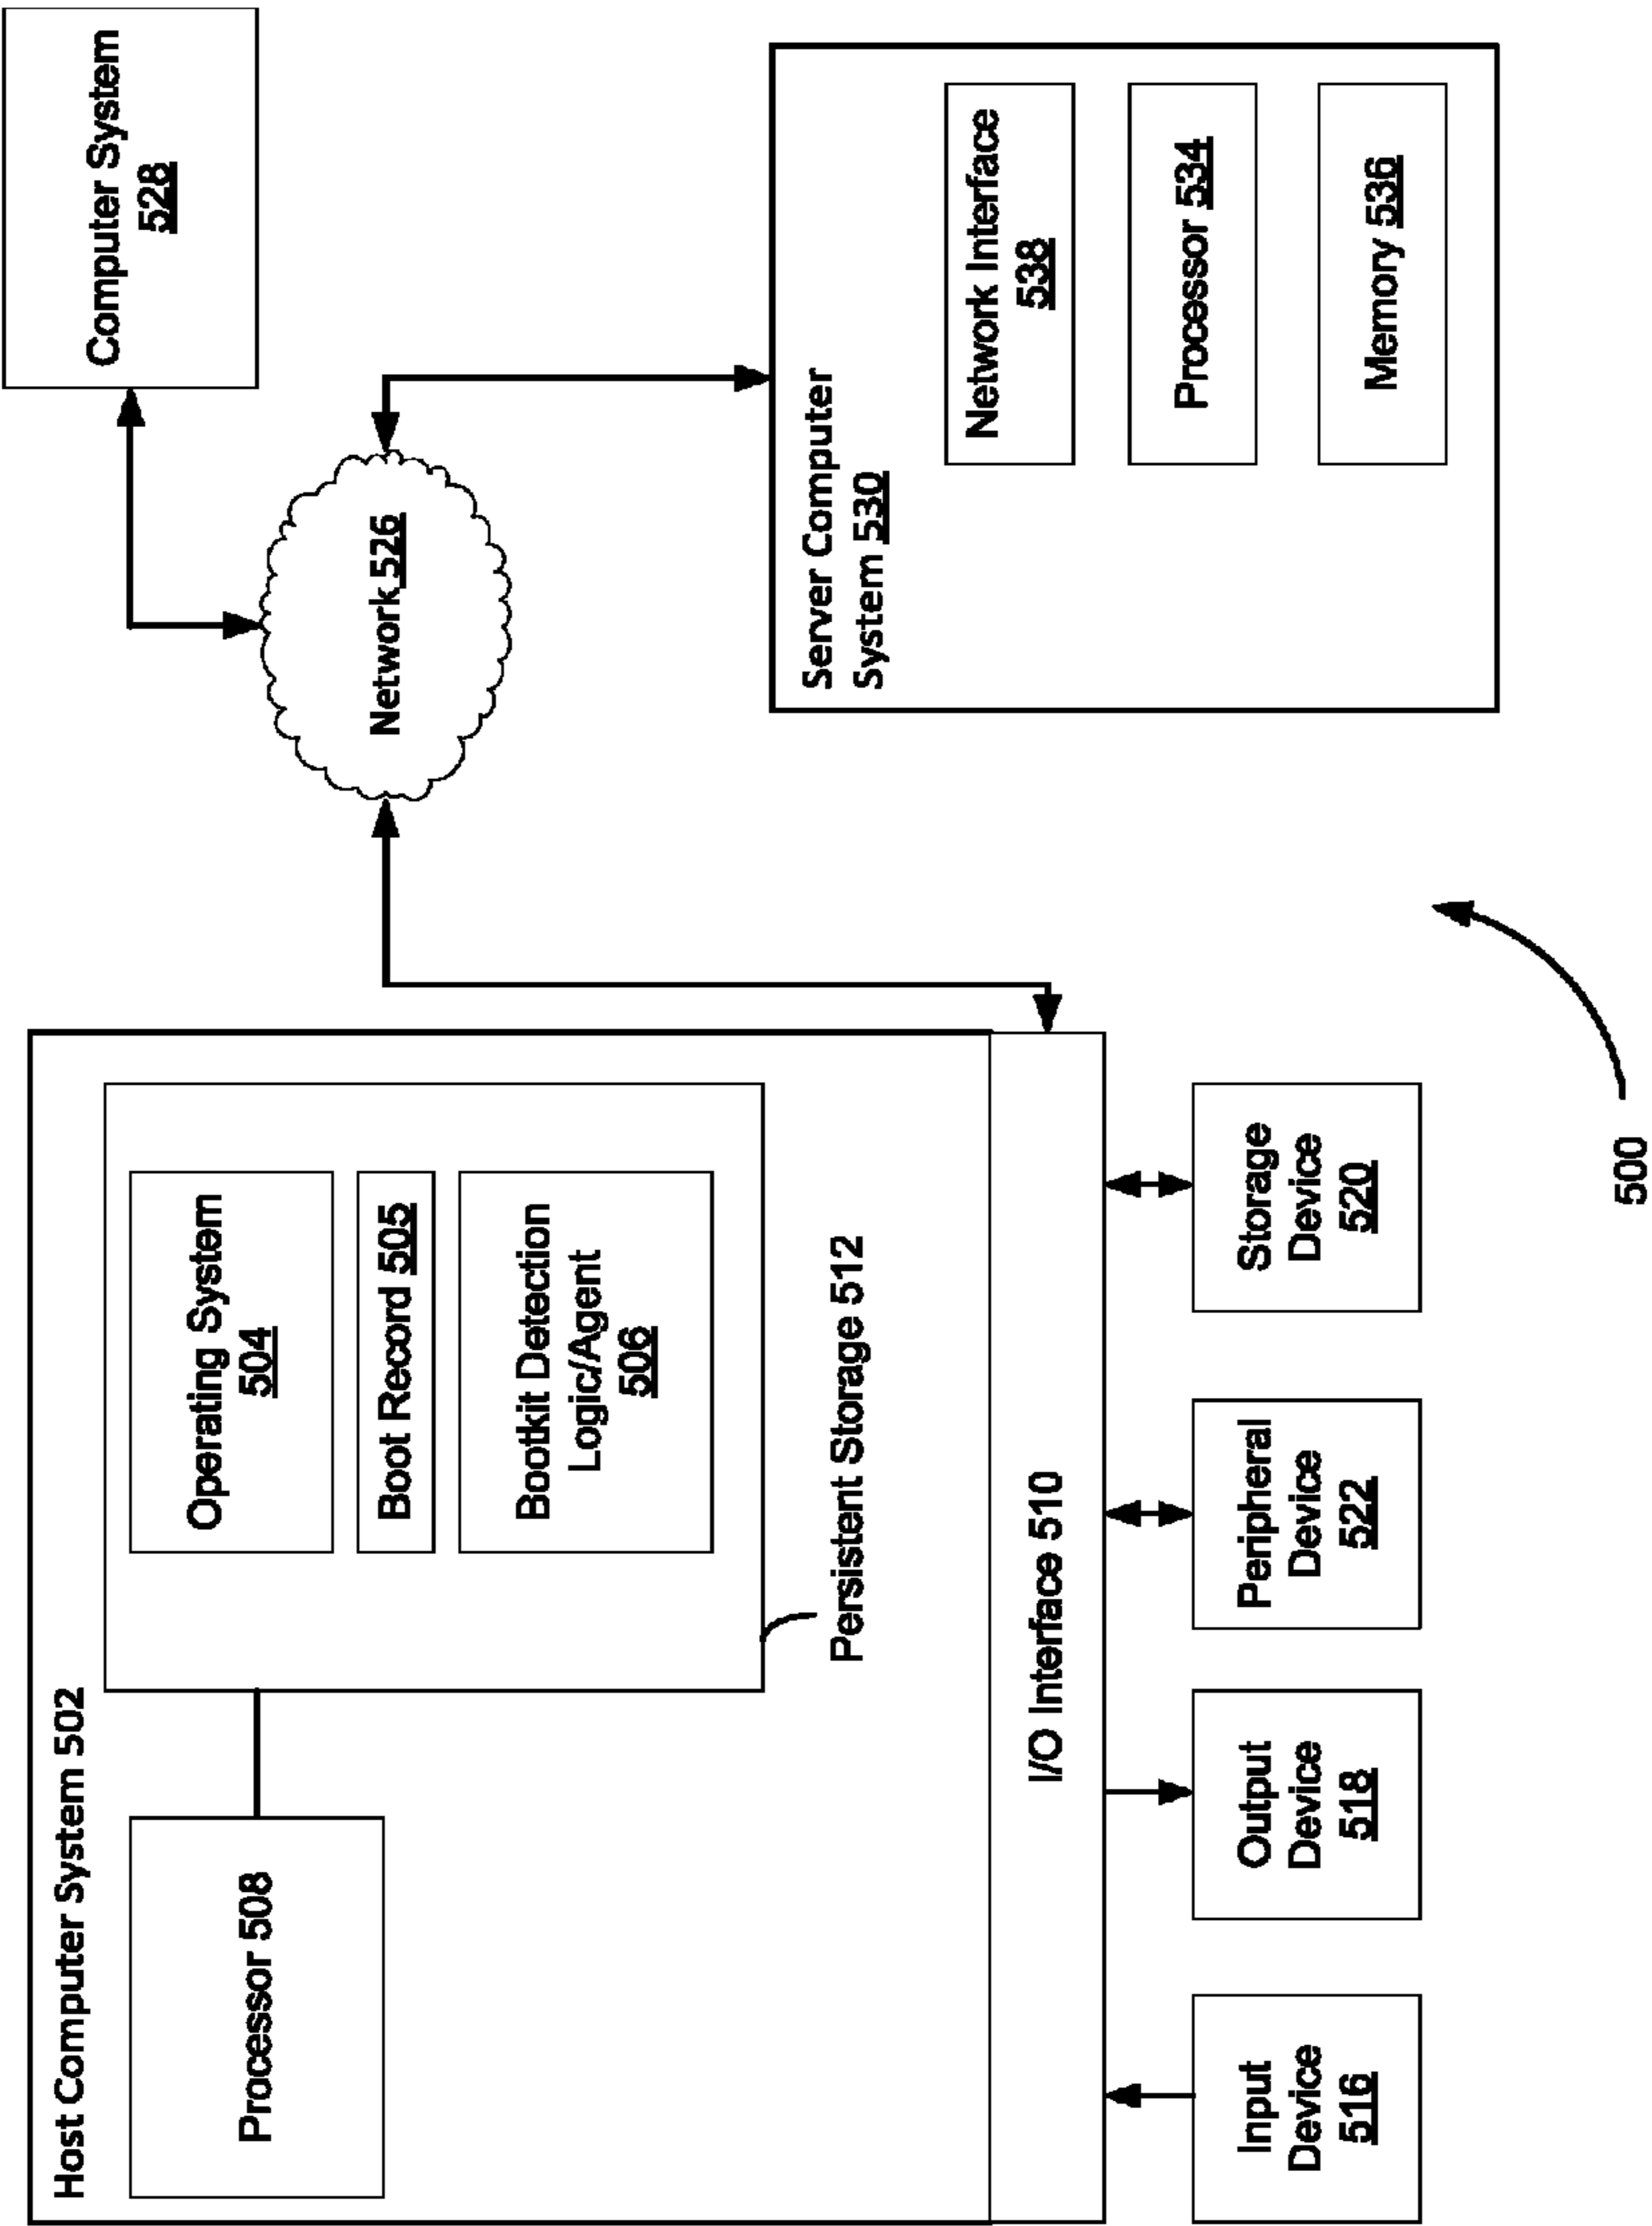 Host Computer System 502
Processor 508
Operating System
504
Boot Record 505
Bootkit Detection
Logic/Agent
506
Persistent Storage 512
I/O Interface 510
Input
Device
516
Output
Device
518
Peripheral
Device
522
Storage
Device
520
Network 526
Computer System
528
Server Computer
System 530
Network Interface
538
Processor 534
Memory 536
500